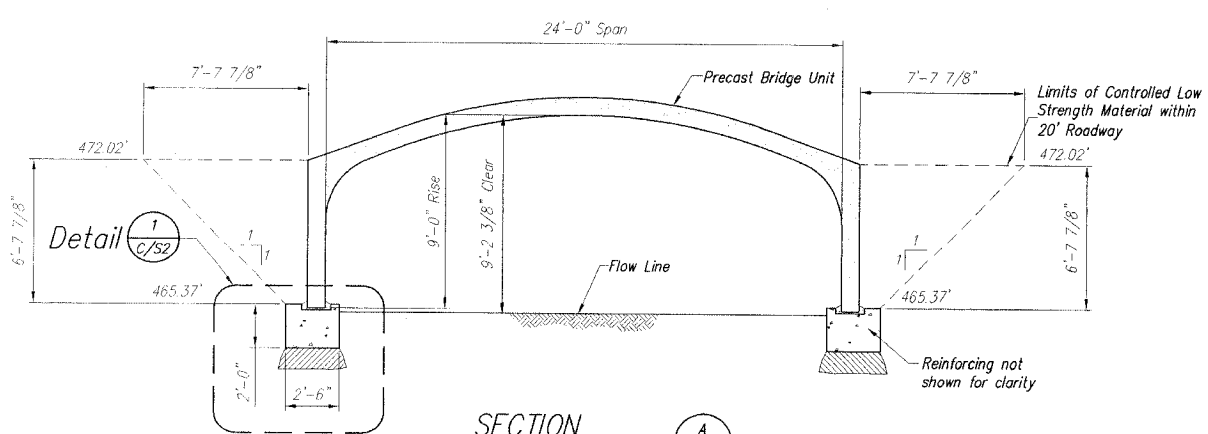 24'-0" Span
7'-7 7/8"
Precast Bridge Unit
7'-7 7/8"
Limits of Controlled Low
Strength Material within
20' Roadway
472.02'
472.02'
6'-7 7/8"
9'-0" Rise
9'-2 3/8" Clear
6'-7 7/8"
Detail
1
C/S2
1
1
1
1
Flow Line
465.37'
465.37'
2'-0"
2'-6"
Reinforcing not
shown for clarity
SECTION
A